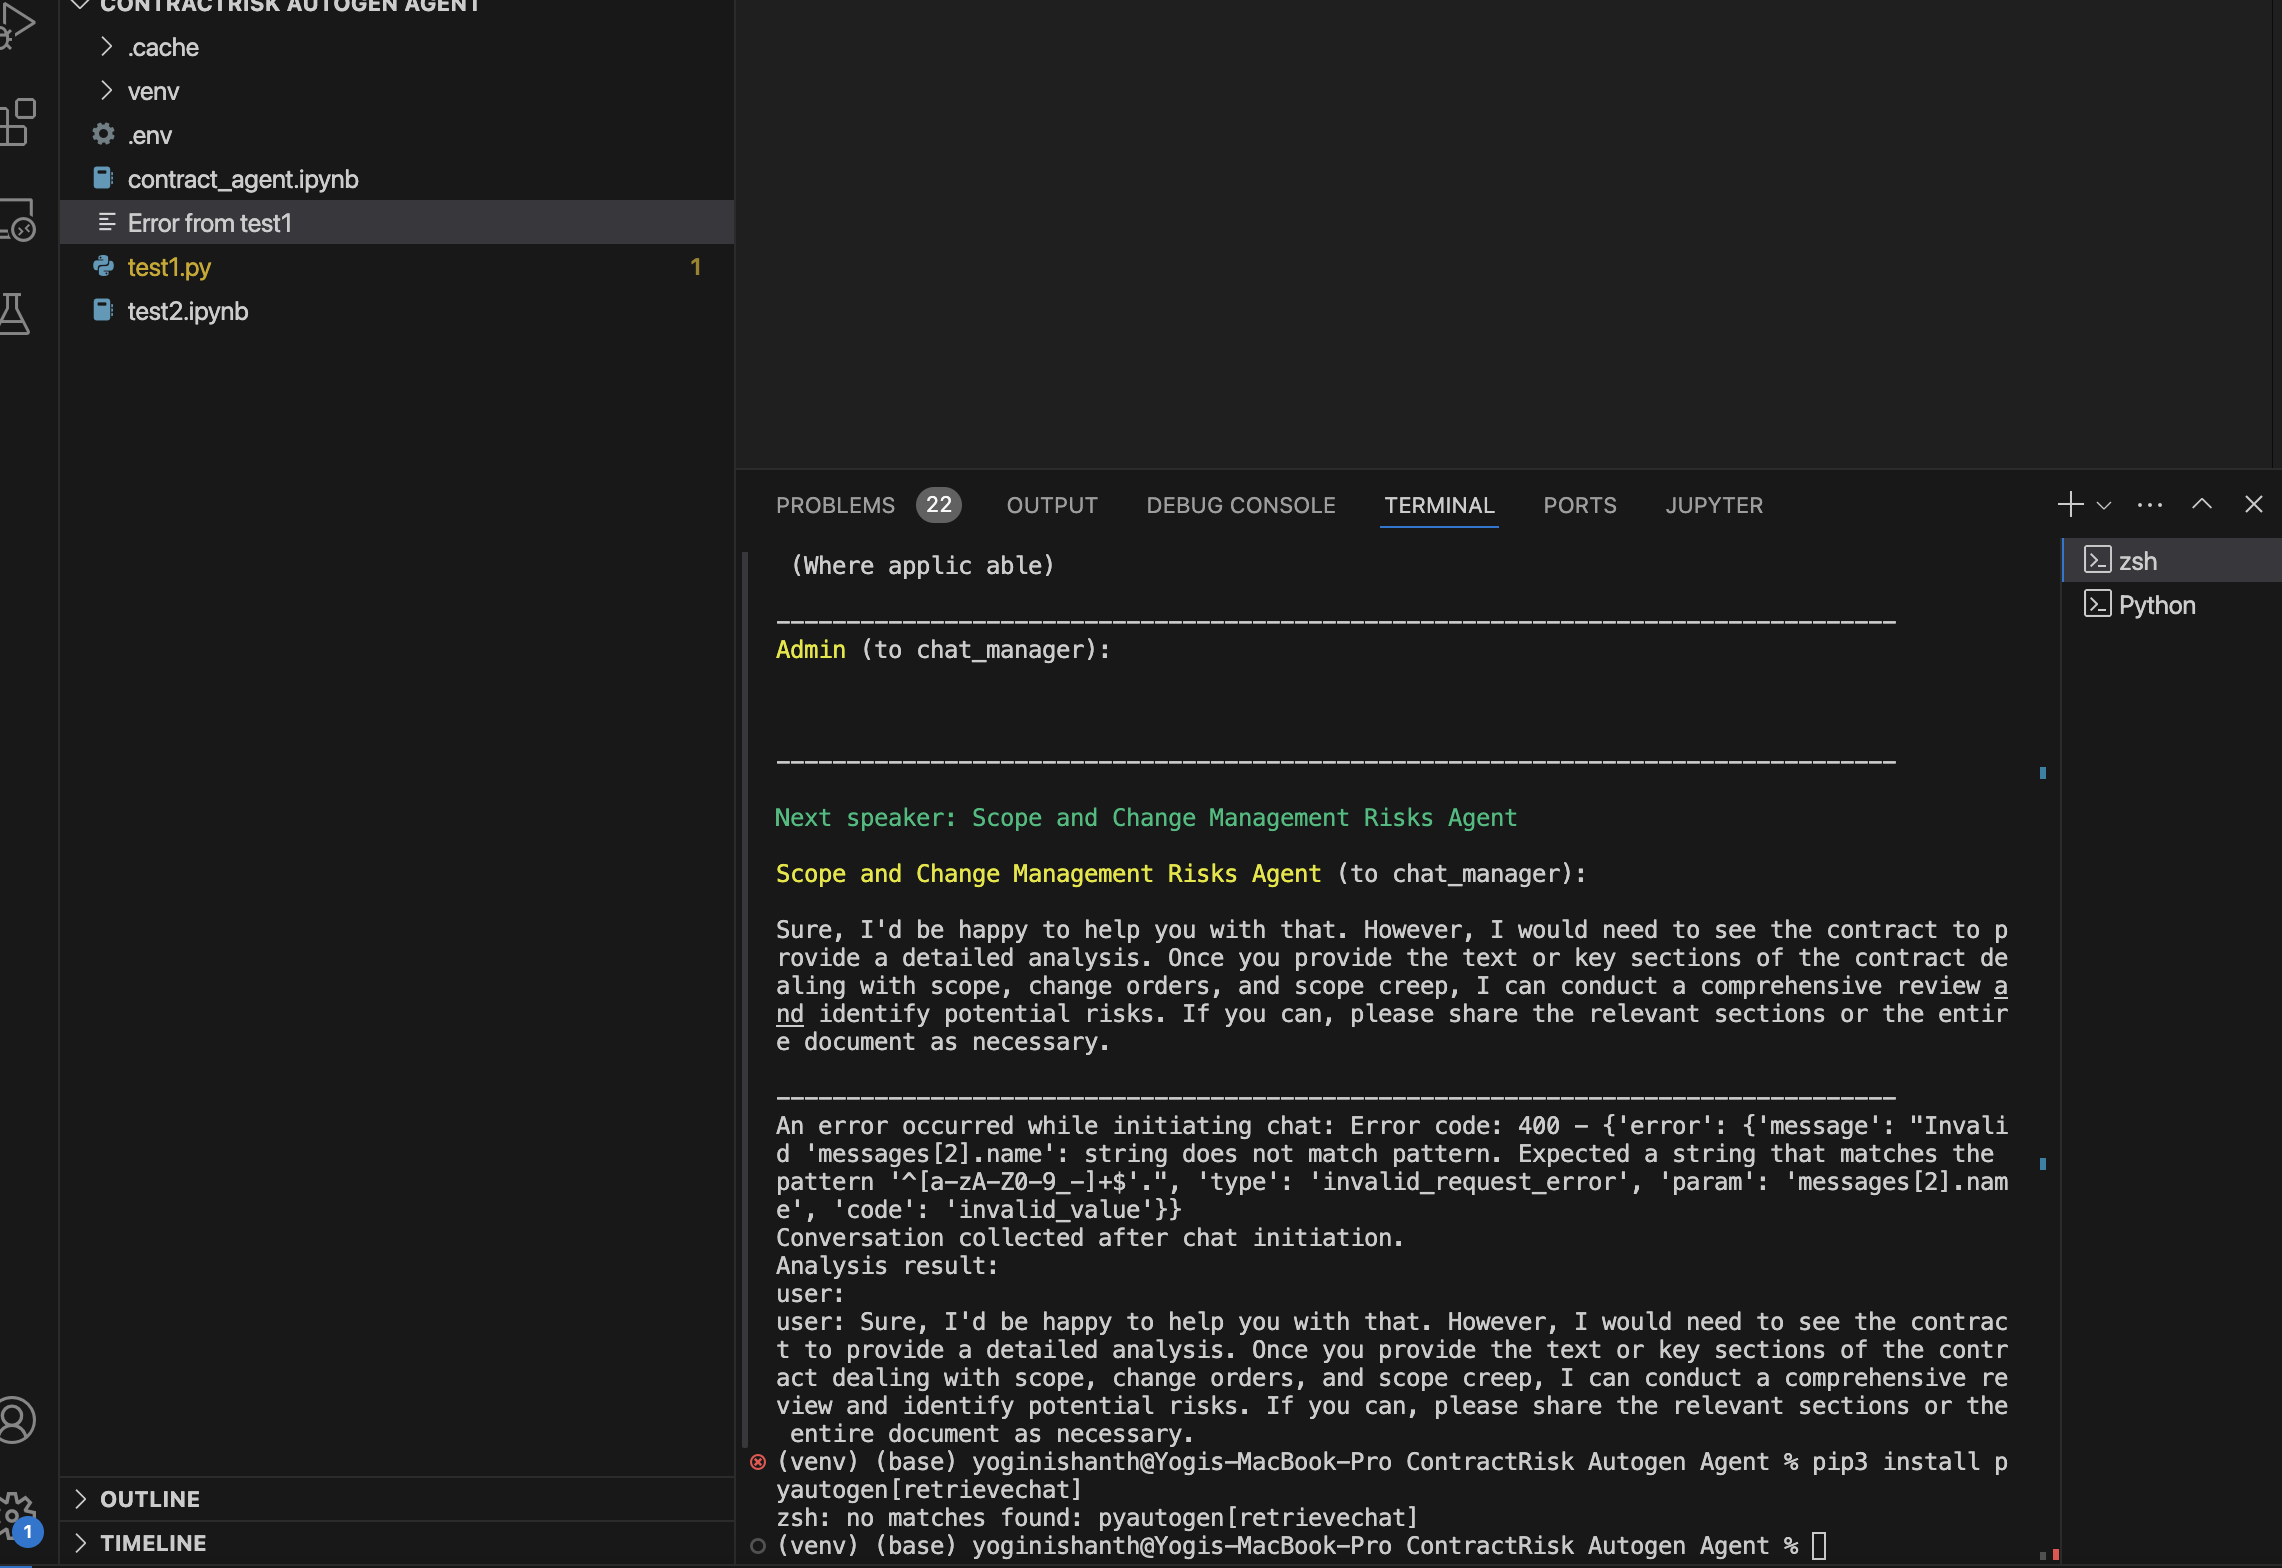 CONTRACTRISK AUTOGEN AGENT
.cache
venv
.env
contract_agent.ipynb
Error from test1
test1.py 1
test2.ipynb
OUTLINE
TIMELINE
1
PROBLEMS 22 OUTPUT DEBUG CONSOLE TERMINAL PORTS JUPYTER
zsh
Python
(Where applic able)
--------------------------------------------------------------------------------
Admin (to chat_manager):
--------------------------------------------------------------------------------
Next speaker: Scope and Change Management Risks Agent
Scope and Change Management Risks Agent (to chat_manager):
Sure, I'd be happy to help you with that. However, I would need to see the contract to p
rovide a detailed analysis. Once you provide the text or key sections of the contract de
aling with scope, change orders, and scope creep, I can conduct a comprehensive review a
nd identify potential risks. If you can, please share the relevant sections or the entir
e document as necessary.
--------------------------------------------------------------------------------
An error occurred while initiating chat: Error code: 400 - {'error': {'message': "Invali
d 'messages[2].name': string does not match pattern. Expected a string that matches the
pattern '^[a-zA-Z0-9_-]+$'.", 'type': 'invalid_request_error', 'param': 'messages[2].nam
e', 'code': 'invalid_value'}}
Conversation collected after chat initiation.
Analysis result:
user:
user: Sure, I'd be happy to help you with that. However, I would need to see the contrac
t to provide a detailed analysis. Once you provide the text or key sections of the contr
act dealing with scope, change orders, and scope creep, I can conduct a comprehensive re
view and identify potential risks. If you can, please share the relevant sections or the
entire document as necessary.
(venv) (base) yoginishanth@Yogis-MacBook-Pro ContractRisk Autogen Agent % pip3 install p
yautogen[retrievechat]
zsh: no matches found: pyautogen[retrievechat]
(venv) (base) yoginishanth@Yogis-MacBook-Pro ContractRisk Autogen Agent %